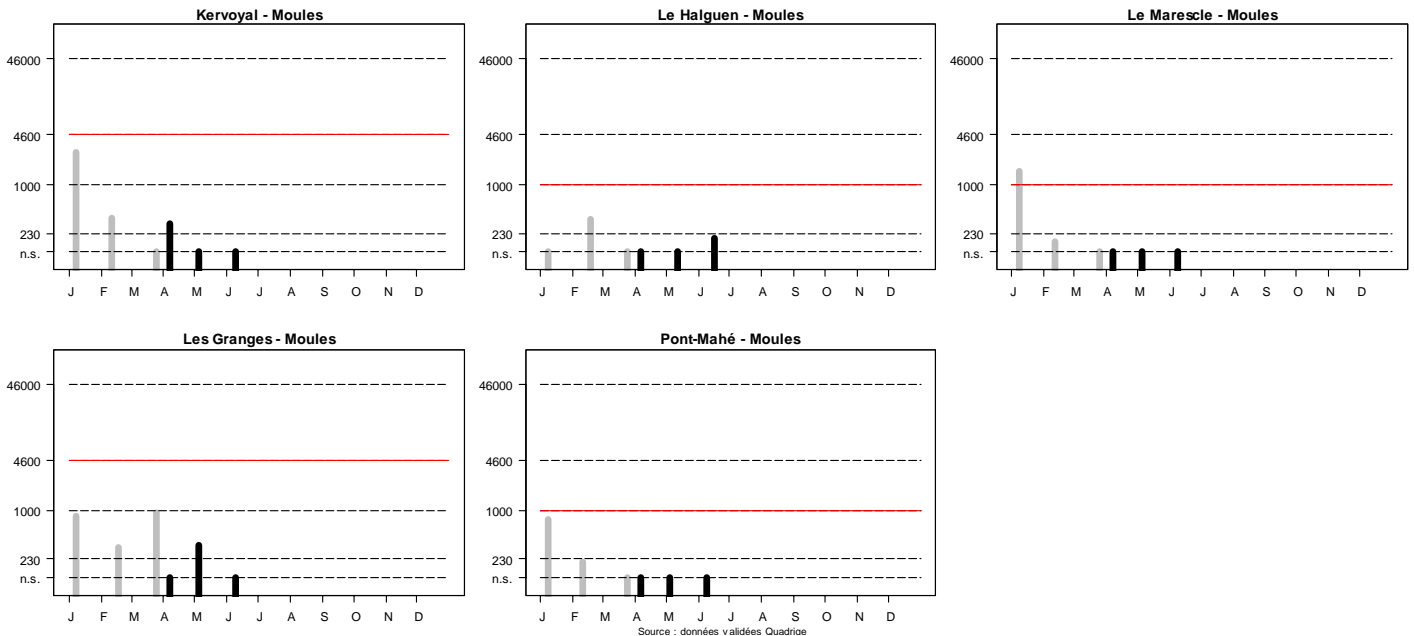 Kervoyal - Moules
46000
4600
1000
230
n.s.
J F M A M J J A S O N D
Le Halguen - Moules
46000
4600
1000
230
n.s.
J F M A M J J A S O N D
Le Marescle - Moules
46000
4600
1000
230
n.s.
J F M A M J J A S O N D
Les Granges - Moules
46000
4600
1000
230
n.s.
J F M A M J J A S O N D
Pont-Mahé - Moules
46000
4600
1000
230
n.s.
J F M A M J J A S O N D
Source : données validées Quadrige